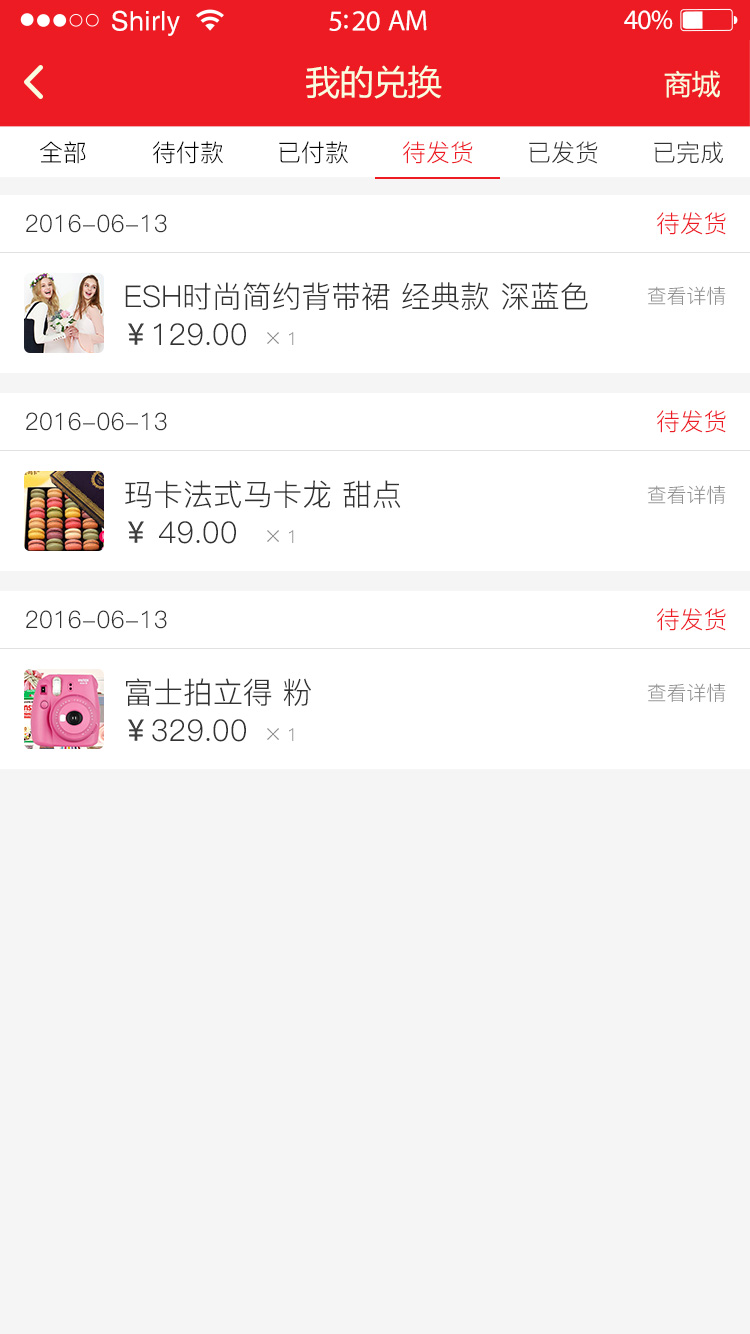 Shirly 5:20 AM 40%
我的兑换 商城
全部 待付款 已付款 待发货 已发货 已完成
2016-06-13 待发货
ESH时尚简约背带裙 经典款 深蓝色 查看详情
¥129.00 ×1
2016-06-13 待发货
玛卡法式马卡龙 甜点 查看详情
¥ 49.00 ×1
2016-06-13 待发货
富士拍立得 粉 查看详情
¥329.00 ×1